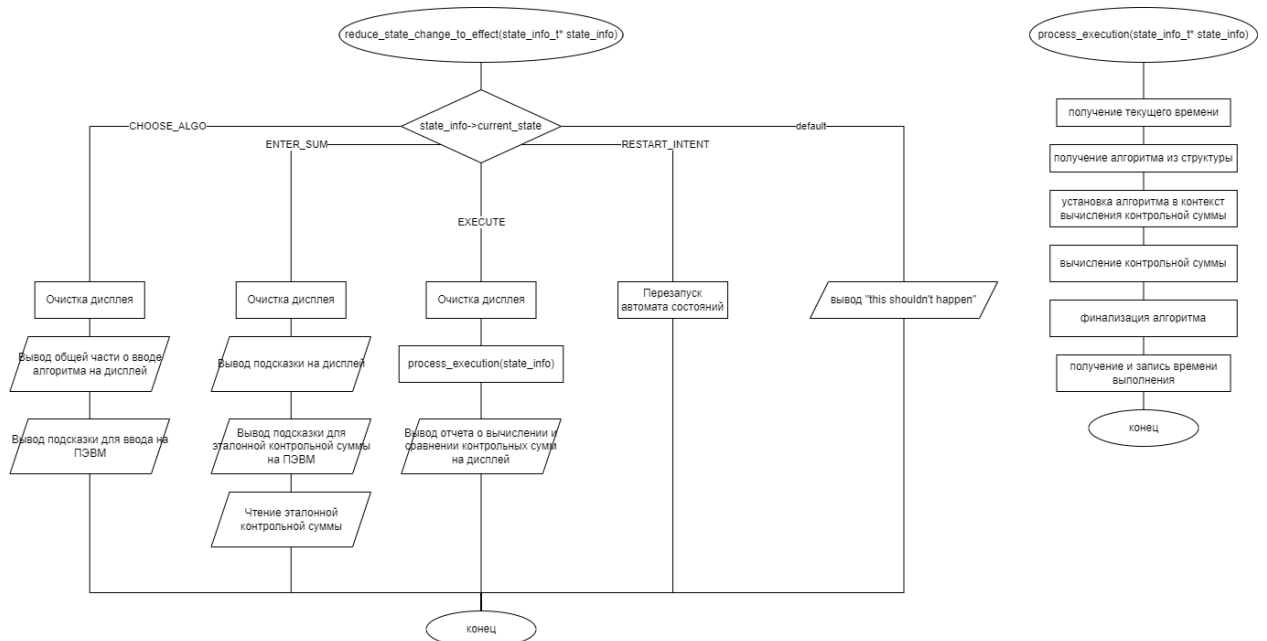 reduce_state_change_to_effect(state_info_t* state_info)
state_info->current_state
CHOOSE_ALGO
ENTER_SUM
EXECUTE
RESTART_INTENT
default
Очистка дисплея
Вывод общей части о вводе
алгоритма на дисплей
Вывод подсказки для ввода на
ПЭВМ
Очистка дисплея
Вывод подсказки на дисплей
Вывод подсказки для
эталонной контрольной суммы
на ПЭВМ
Чтение эталонной
контрольной суммы
Очистка дисплея
process_execution(state_info)
Вывод отчета о вычислении и
сравнении контрольных сумм
на дисплей
Перезапуск
автомата состояний
вывод "this shouldn't happen"
конец
process_execution(state_info_t* state_info)
получение текущего времени
получение алгоритма из структуры
установка алгоритма в контекст
вычисления контрольной суммы
вычисление контрольной суммы
финализация алгоритма
получение и запись времени
выполнения
конец